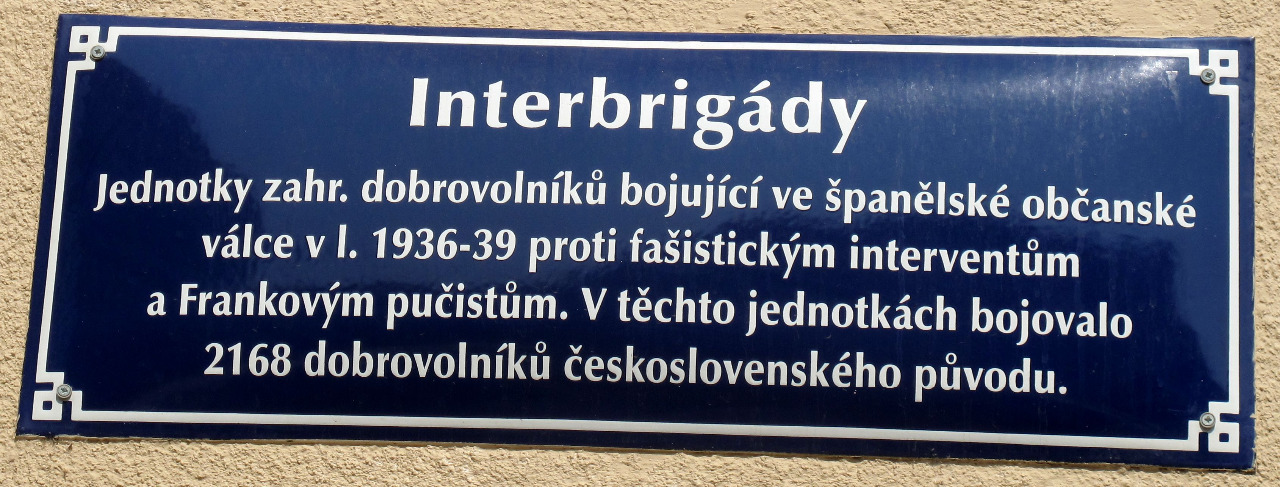 Interbrigády
Jednotky zahr. dobrovolníků bojující ve španělské občanské
válce v l. 1936-39 proti fašistickým interventům
a Frankovým pučistům. V těchto jednotkách bojovalo
2168 dobrovolníků československého původu.